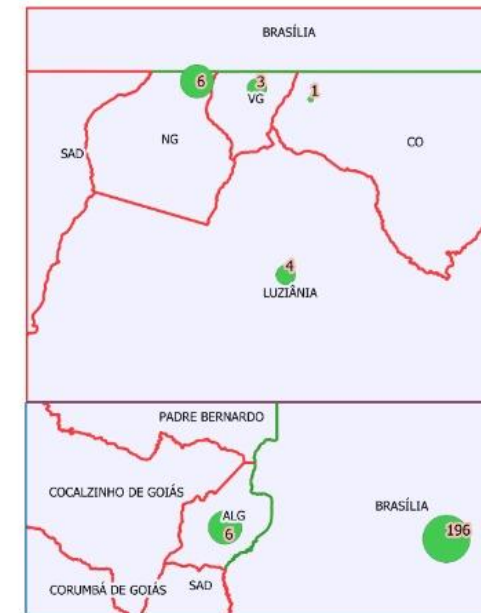 BRASÍLIA
6
3
1
VG
NG
CO
SAD
4
LUZIÂNIA
PADRE BERNARDO
COCALZINHO DE GOIÁS
BRASÍLIA
ALG
6
196
CORUMBÁ DE GOIÁS
SAD